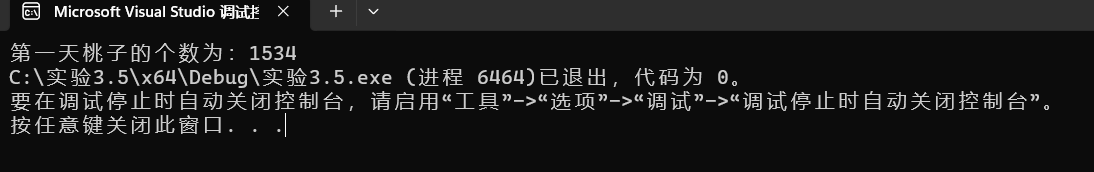 Microsoft Visual Studio 调试
第一天桃子的个数为：1534
C:\实验3.5\x64\Debug\实验3.5.exe (进程 6464)已退出，代码为 0。
要在调试停止时自动关闭控制台，请启用“工具”->“选项”->“调试”->“调试停止时自动关闭控制台”。
按任意键关闭此窗口. . .